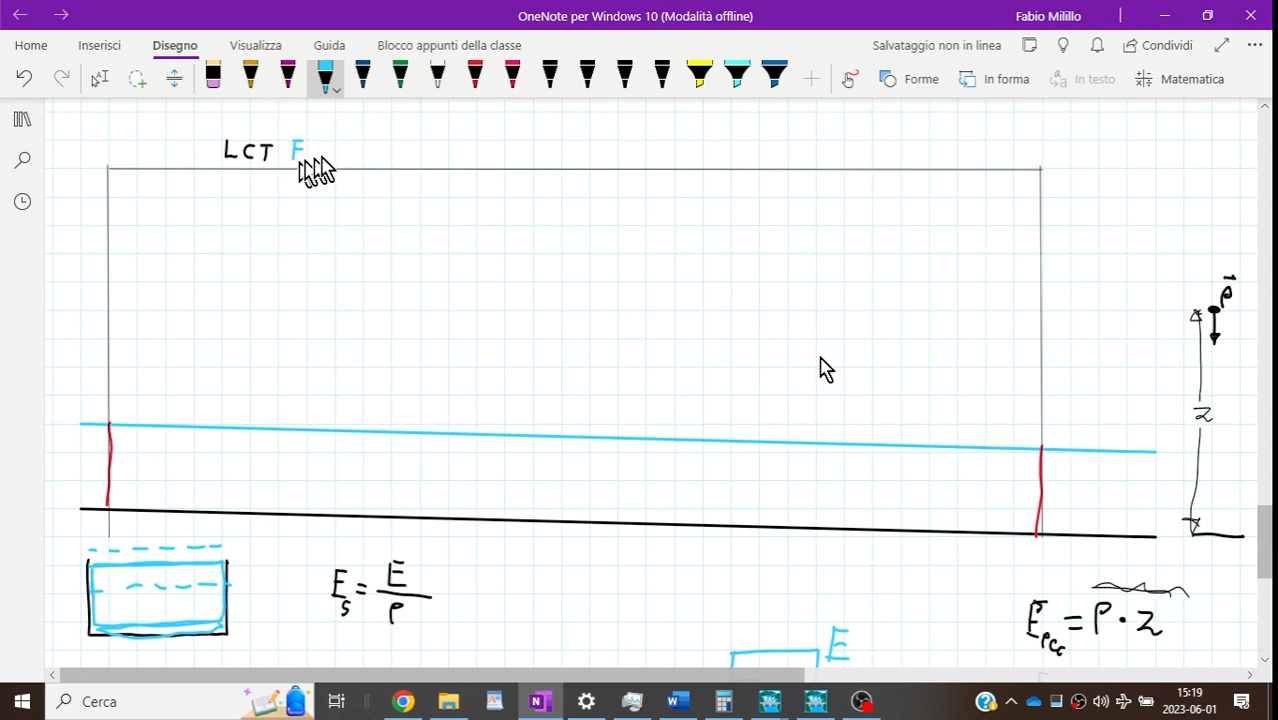 OneNote per Windows 10 (Modalità offline)
Fabio Milillo
Home Inserisci Disegno Visualizza Guida Blocco appunti della classe
Salvataggio non in linea
Condividi
Forme In forma In testo Matematica
LCT F
P
z
Es = E/P
Epcs = P · z
E
Cerca
15:19
2023-06-01